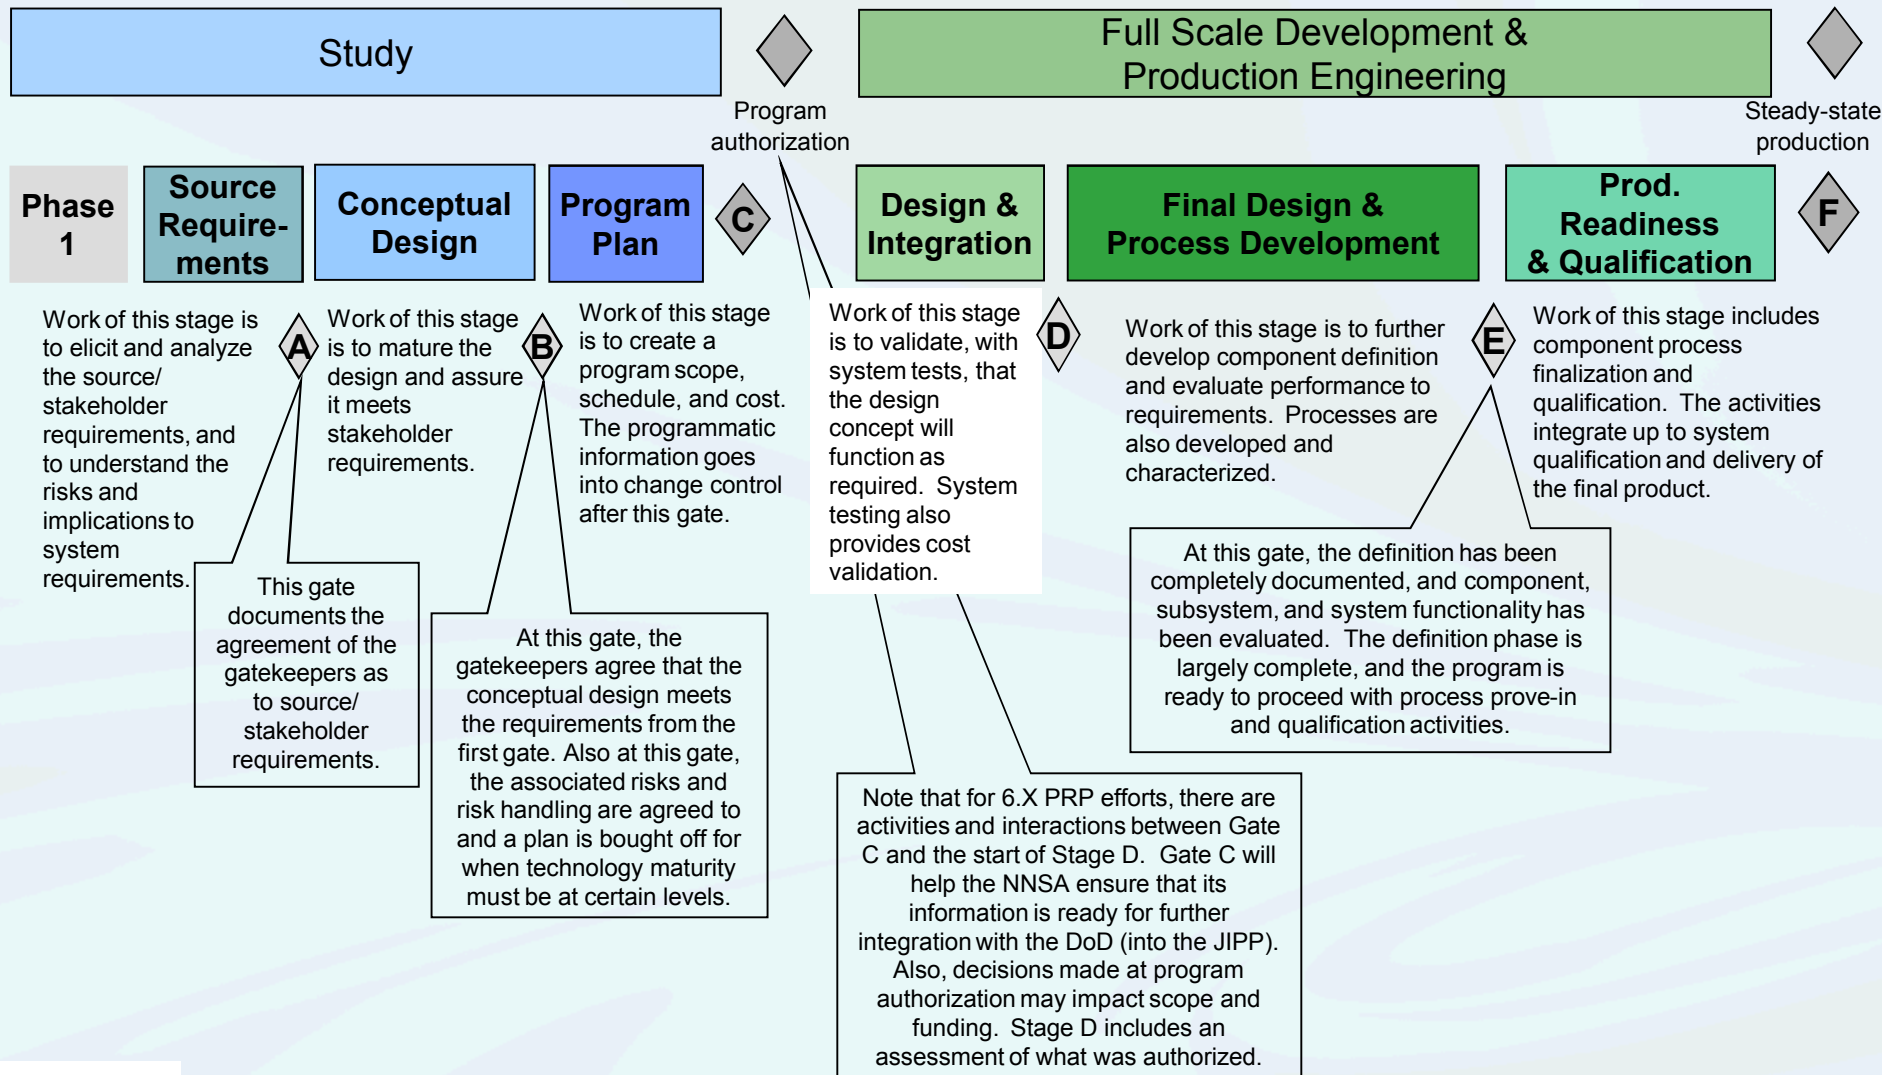 Study
Full Scale Development &
Production Engineering
Program
authorization
Steady-state
production
Phase
1
Source
Require-
ments
Conceptual
Design
Program
Plan
C
Design &
Integration
Final Design &
Process Development
Prod.
Readiness
& Qualification
F
Work of this stage is
to elicit and analyze
the source/
stakeholder
requirements, and
to understand the
risks and
implications to
system
requirements.
A
Work of this stage
is to mature the
design and assure
it meets
stakeholder
requirements.
B
Work of this stage
is to create a
program scope,
schedule, and cost.
The programmatic
information goes
into change control
after this gate.
Work of this stage
is to validate, with
system tests, that
the design
concept will
function as
required. System
testing also
provides cost
validation.
D
Work of this stage is to further
develop component definition
and evaluate performance to
requirements. Processes are
also developed and
characterized.
E
Work of this stage includes
component process
finalization and
qualification. The activities
integrate up to system
qualification and delivery of
the final product.
This gate
documents the
agreement of the
gatekeepers as
to source/
stakeholder
requirements.
At this gate, the
gatekeepers agree that the
conceptual design meets
the requirements from the
first gate. Also at this gate,
the associated risks and
risk handling are agreed to
and a plan is bought off for
when technology maturity
must be at certain levels.
At this gate, the definition has been
completely documented, and component,
subsystem, and system functionality has
been evaluated. The definition phase is
largely complete, and the program is
ready to proceed with process prove-in
and qualification activities.
Note that for 6.X PRP efforts, there are
activities and interactions between Gate
C and the start of Stage D. Gate C will
help the NNSA ensure that its
information is ready for further
integration with the DoD (into the JIPP).
Also, decisions made at program
authorization may impact scope and
funding. Stage D includes an
assessment of what was authorized.